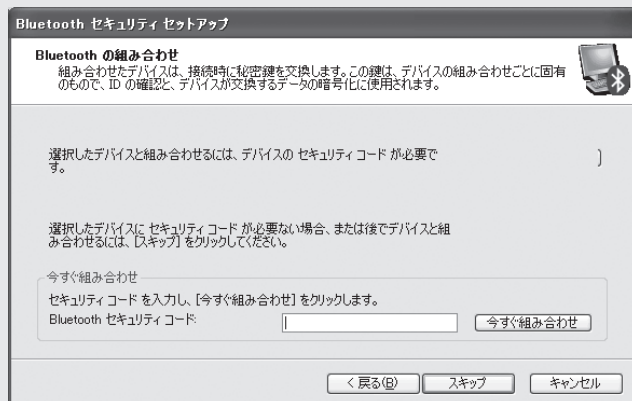 Bluetooth セキュリティ セットアップ
Bluetooth の組み合わせ
組み合わせたデバイスは、接続時に秘密鍵を交換します。この鍵は、デバイスの組み合わせごとに固有
のもので、ID の確認と、デバイスが交換するデータの暗号化に使用されます。
選択したデバイスと組み合わせるには、デバイスの セキュリティ コード が必要で
す。
)
選択したデバイスに セキュリティ コード が必要ない場合、または後でデバイスと組
み合わせるには、[スキップ] をクリックしてください。
今すぐ組み合わせ
セキュリティ コード を入力し、[今すぐ組み合わせ] をクリックします。
Bluetooth セキュリティ コード:
今すぐ組み合わせ
< 戻る(B)
スキップ
キャンセル